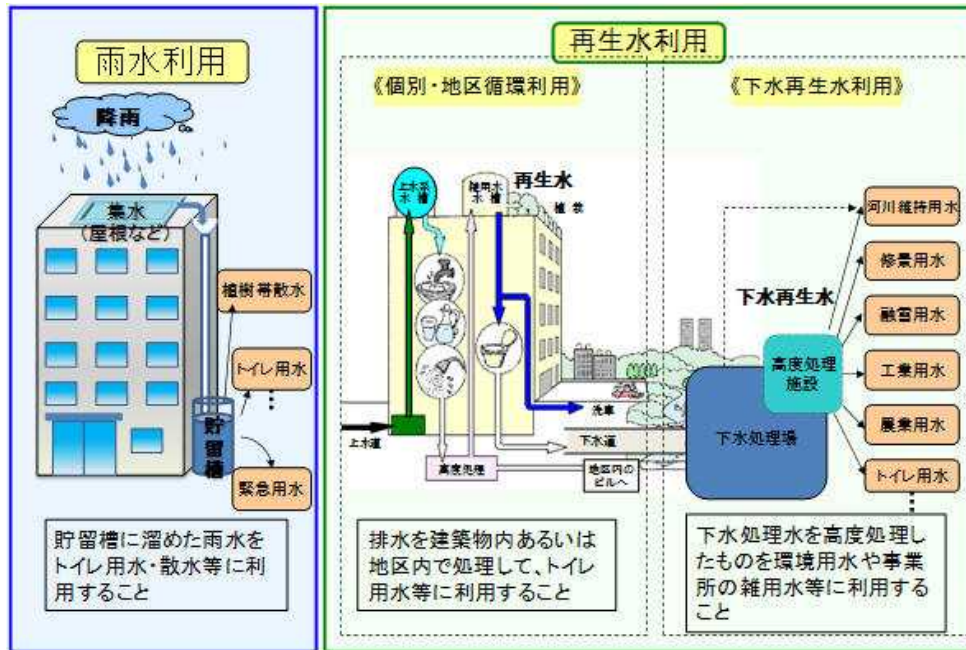 雨水利用
降雨
集水
(屋根など)
植樹帯散水
トイレ用水
貯留槽
緊急用水
貯留槽に溜めた雨水を
トイレ用水・散水等に利
用すること
再生水利用
《個別・地区循環利用》
上水系
水槽
雑用水
水槽
再生水
植栽
洗車
上水道
下水道
高度処理
地区内の
ビルへ
排水を建築物内あるいは
地区内で処理して、トイレ
用水等に利用すること
《下水再生水利用》
下水再生水
高度処理
施設
下水処理場
河川維持用水
修景用水
融雪用水
工業用水
農業用水
トイレ用水
下水処理水を高度処理し
たものを環境用水や事業
所の雑用水等に利用する
こと